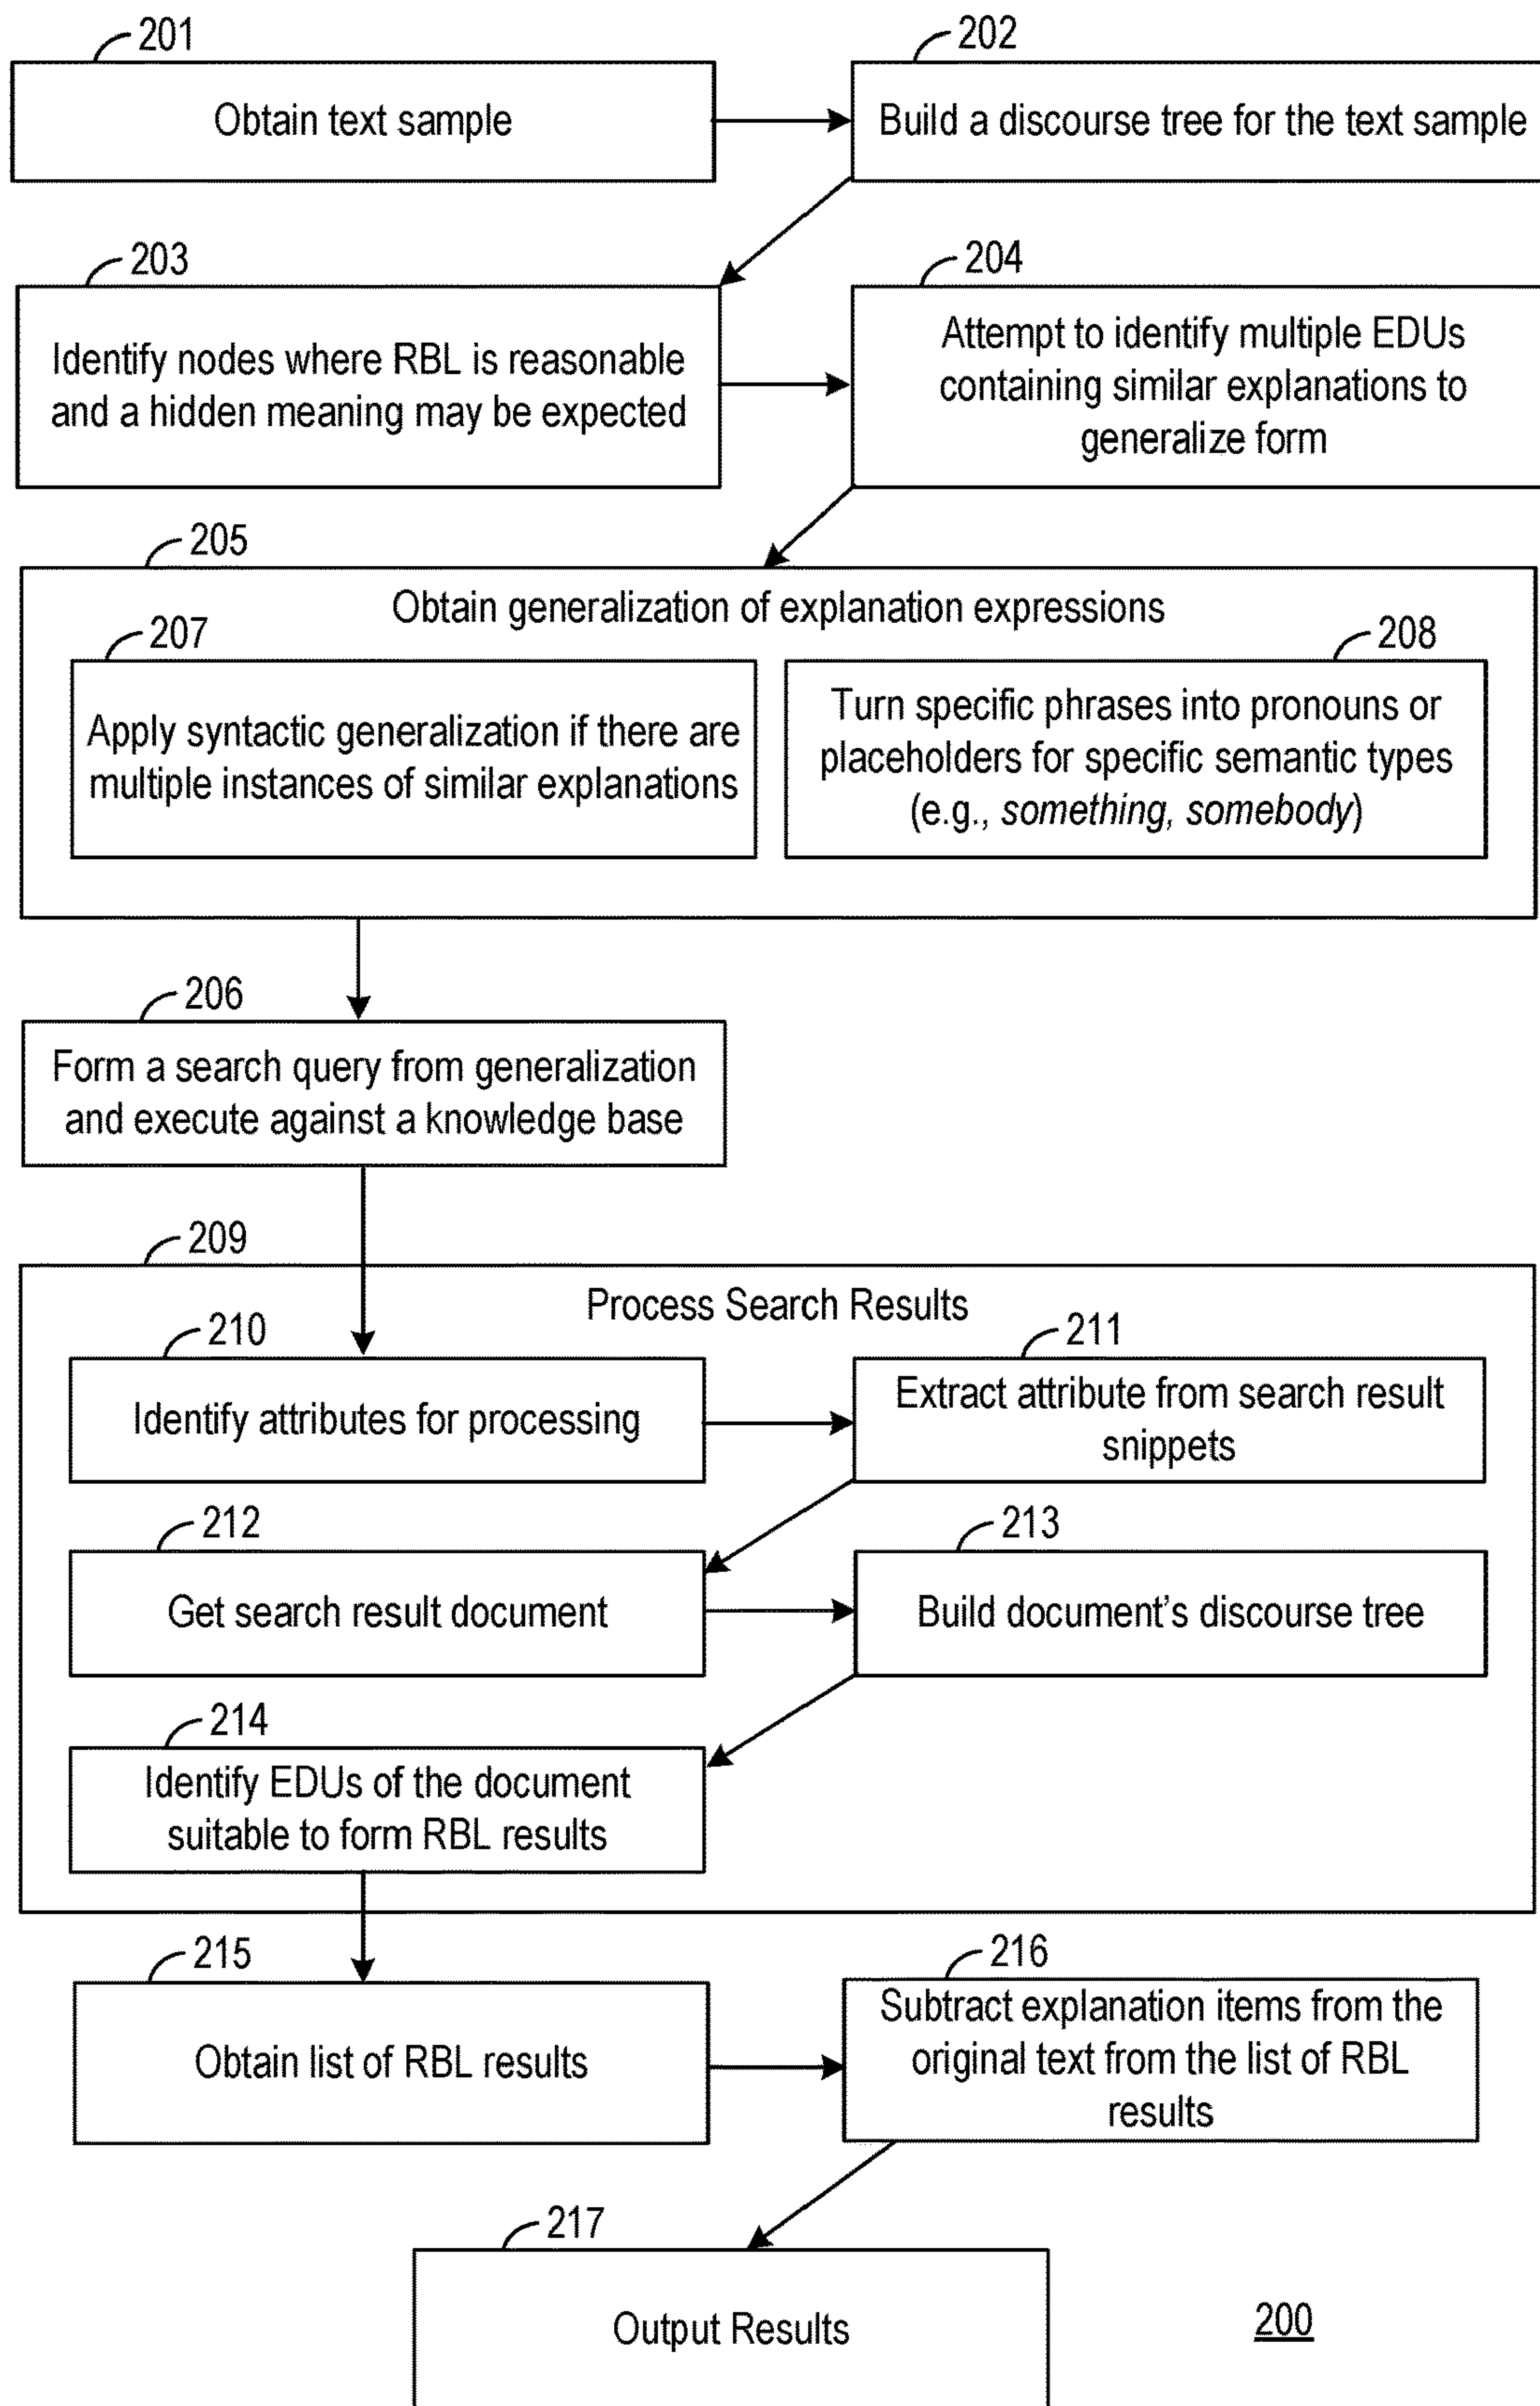 201
Obtain text sample
202
Build a discourse tree for the text sample
203
Identify nodes where RBL is reasonable
and a hidden meaning may be expected
204
Attempt to identify multiple EDUs
containing similar explanations to
generalize form
205
Obtain generalization of explanation expressions
207
Apply syntactic generalization if there are
multiple instances of similar explanations
208
Turn specific phrases into pronouns or
placeholders for specific semantic types
(e.g., something, somebody)
206
Form a search query from generalization
and execute against a knowledge base
209
Process Search Results
210
Identify attributes for processing
211
Extract attribute from search result
snippets
212
Get search result document
213
Build document’s discourse tree
214
Identify EDUs of the document
suitable to form RBL results
215
Obtain list of RBL results
216
Subtract explanation items from the
original text from the list of RBL
results
217
Output Results
200